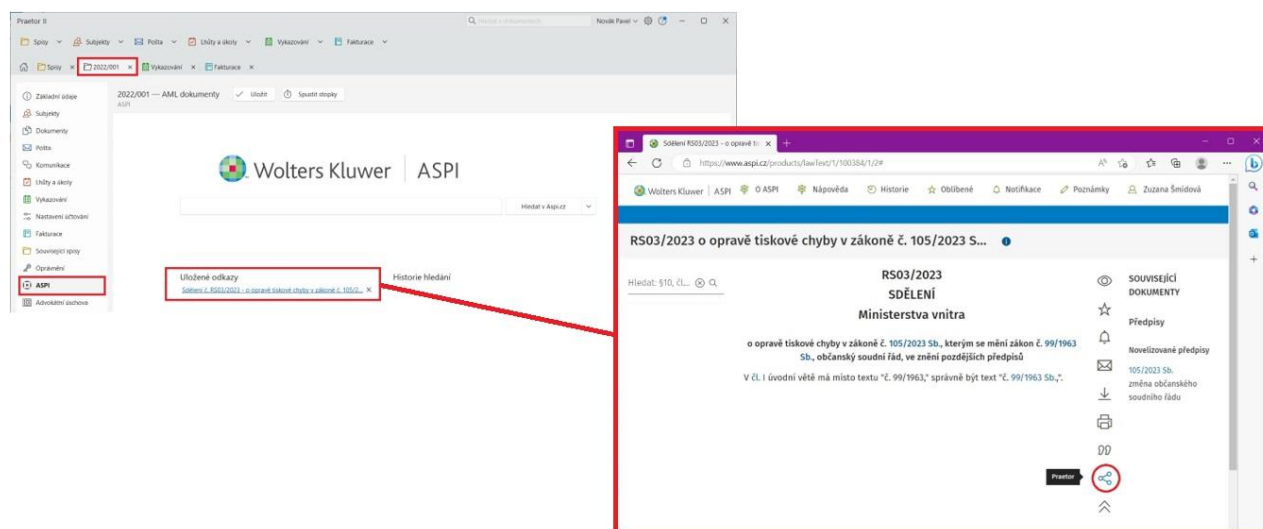 Praetor II
Hledat v dokumentech
Novák Pavel
Spisy
Subjekty
Pošta
Lhůty a úkoly
Vykazování
Fakturace
Spisy × 2022/001 × Vykazování × Fakturace ×
Základní údaje
Subjekty
Dokumenty
Pošta
Komunikace
Lhůty a úkoly
Vykazování
Nastavení účtování
Fakturace
Související spisy
Oprávnění
ASPI
Advokátní úschova
2022/001 — AML dokumenty
Uložit
Spustit stopky
ASPI
Wolters Kluwer | ASPI
Hledat v Aspi.cz
Uložené odkazy
Sdělení č. RS03/2023 - o opravě tiskové chyby v zákoně č. 105/2... ×
Historie hledání
Sdělení RS03/2023 - o opravě ti
https://www.aspi.cz/products/lawText/1/100384/1/2#
Wolters Kluwer | ASPI
O ASPI
Nápověda
Historie
Oblíbené
Notifikace
Poznámky
Zuzana Šmídová
RS03/2023 o opravě tiskové chyby v zákoně č. 105/2023 S...
Hledat: §10, čl...
RS03/2023
SDĚLENÍ
Ministerstva vnitra
o opravě tiskové chyby v zákoně č. 105/2023 Sb., kterým se mění zákon č. 99/1963
Sb., občanský soudní řád, ve znění pozdějších předpisů
V čl. I úvodní větě má místo textu "č. 99/1963," správně být text "č. 99/1963 Sb.,".
SOUVISEJÍCÍ
DOKUMENTY
Předpisy
Novelizované předpisy
105/2023 Sb.
změna občanského
soudního řádu
Praetor